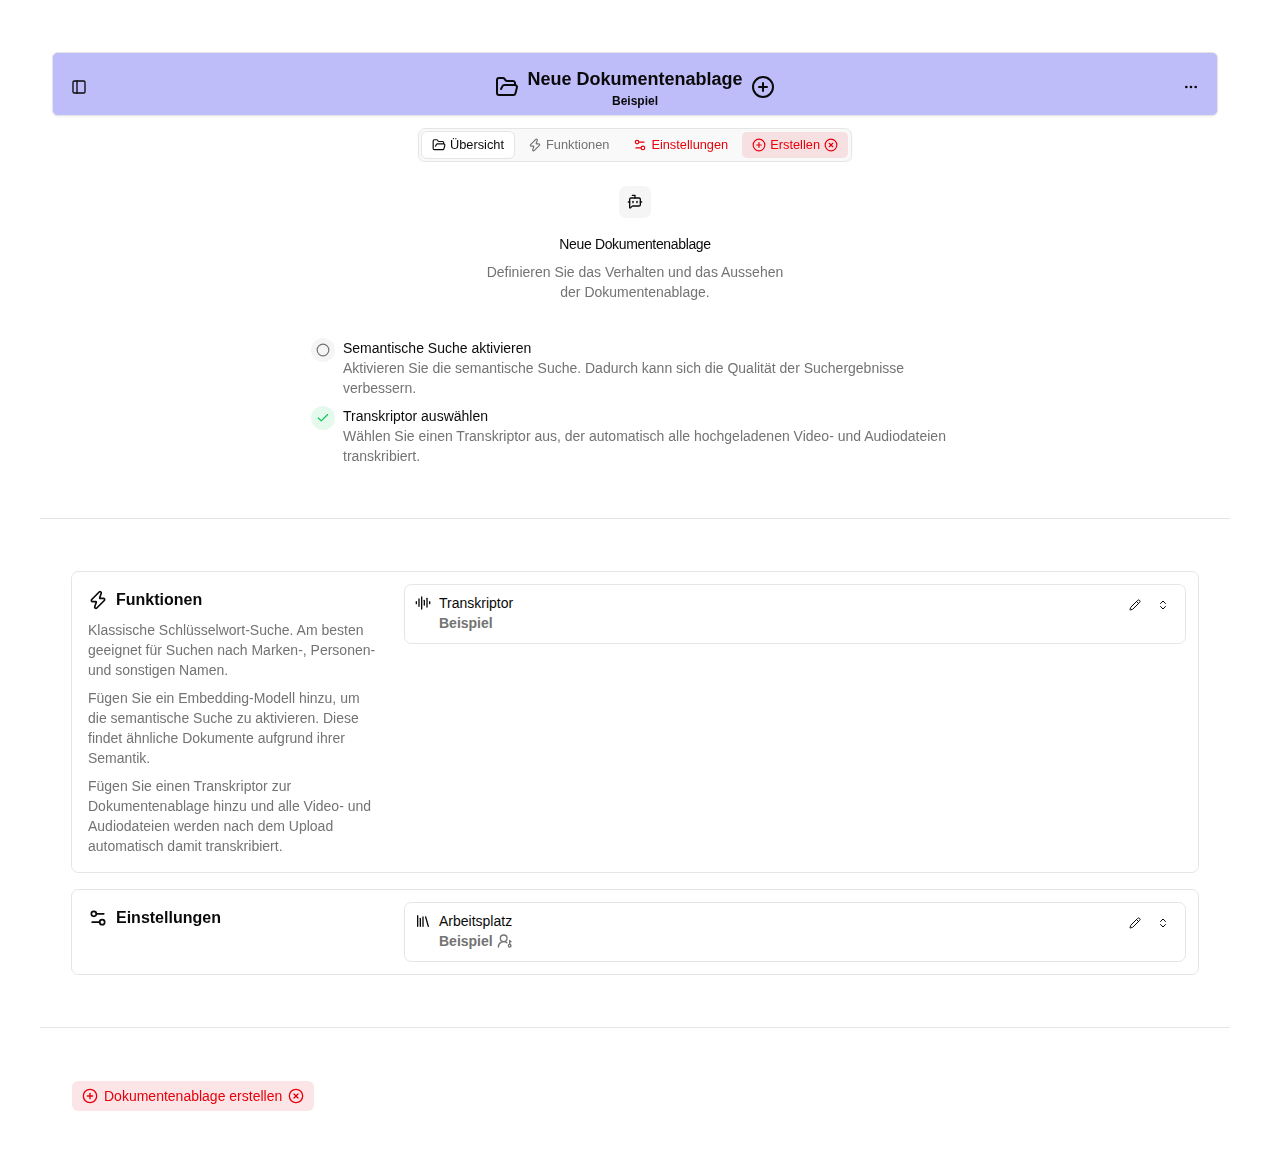 Neue Dokumentenablage
Beispiel
Übersicht
Funktionen
Einstellungen
Erstellen
Neue Dokumentenablage
Definieren Sie das Verhalten und das Aussehen
der Dokumentenablage.
Semantische Suche aktivieren
Aktivieren Sie die semantische Suche. Dadurch kann sich die Qualität der Suchergebnisse
verbessern.
Transkriptor auswählen
Wählen Sie einen Transkriptor aus, der automatisch alle hochgeladenen Video- und Audiodateien
transkribiert.
Funktionen
Klassische Schlüsselwort-Suche. Am besten
geeignet für Suchen nach Marken-, Personen-
und sonstigen Namen.
Fügen Sie ein Embedding-Modell hinzu, um
die semantische Suche zu aktivieren. Diese
findet ähnliche Dokumente aufgrund ihrer
Semantik.
Fügen Sie einen Transkriptor zur
Dokumentenablage hinzu und alle Video- und
Audiodateien werden nach dem Upload
automatisch damit transkribiert.
Transkriptor
Beispiel
Einstellungen
Arbeitsplatz
Beispiel
Dokumentenablage erstellen